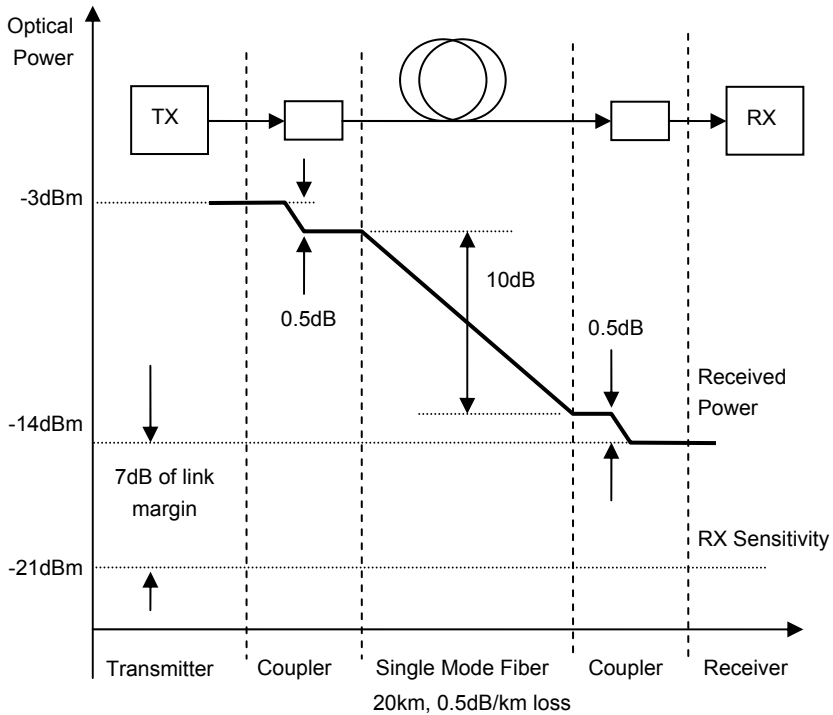 Optical
Power
TX
RX
-3dBm
10dB
0.5dB
0.5dB
Received
Power
-14dBm
7dB of link
margin
RX Sensitivity
-21dBm
Transmitter
Coupler
Single Mode Fiber
Coupler
Receiver
20km, 0.5dB/km loss